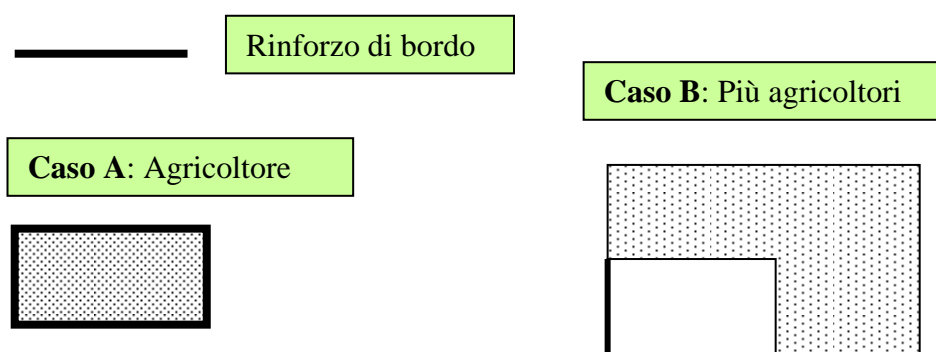 Rinforzo di bordo
Caso B: Più agricoltori
Caso A: Agricoltore